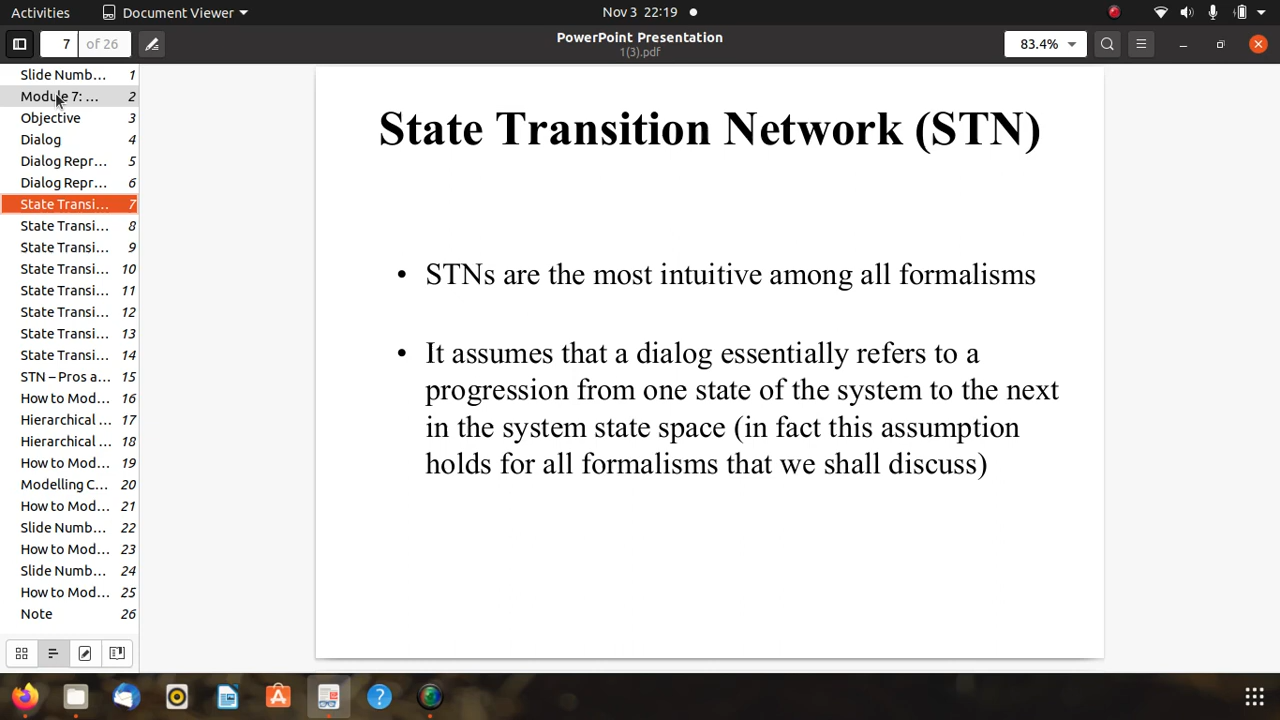 Activities
Document Viewer
Nov 3 22:19
7
of 26
PowerPoint Presentation
1(3).pdf
83.4%
Slide Numb... 1
Module 7: ... 2
Objective 3
Dialog 4
Dialog Repr... 5
Dialog Repr... 6
State Transi... 7
State Transi... 8
State Transi... 9
State Transi... 10
State Transi... 11
State Transi... 12
State Transi... 13
State Transi... 14
STN – Pros a... 15
How to Mod... 16
Hierarchical ... 17
Hierarchical ... 18
How to Mod... 19
Modelling C... 20
How to Mod... 21
Slide Numb... 22
How to Mod... 23
Slide Numb... 24
How to Mod... 25
Note 26
State Transition Network (STN)
• STNs are the most intuitive among all formalisms
• It assumes that a dialog essentially refers to a
progression from one state of the system to the next
in the system state space (in fact this assumption
holds for all formalisms that we shall discuss)